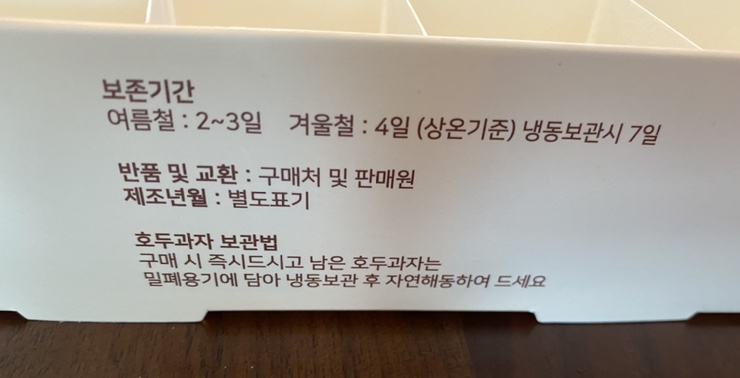 보존기간
여름철 : 2~3일 겨울철 : 4일 (상온기준) 냉동보관시 7일
반품 및 교환 : 구매처 및 판매원
제조년월 : 별도표기
호두과자 보관법
구매 시 즉시드시고 남은 호두과자는
밀폐용기에 담아 냉동보관 후 자연해동하여 드세요